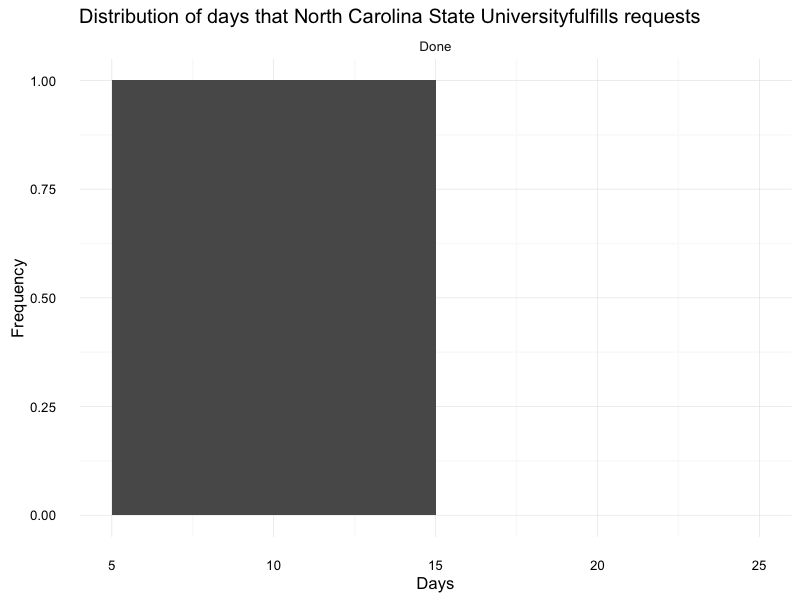 Distribution of days that North Carolina State Universityfulfills requests
Done
1.00
0.75
0.50
0.25
0.00
Frequency
5 10 15 20 25
Days